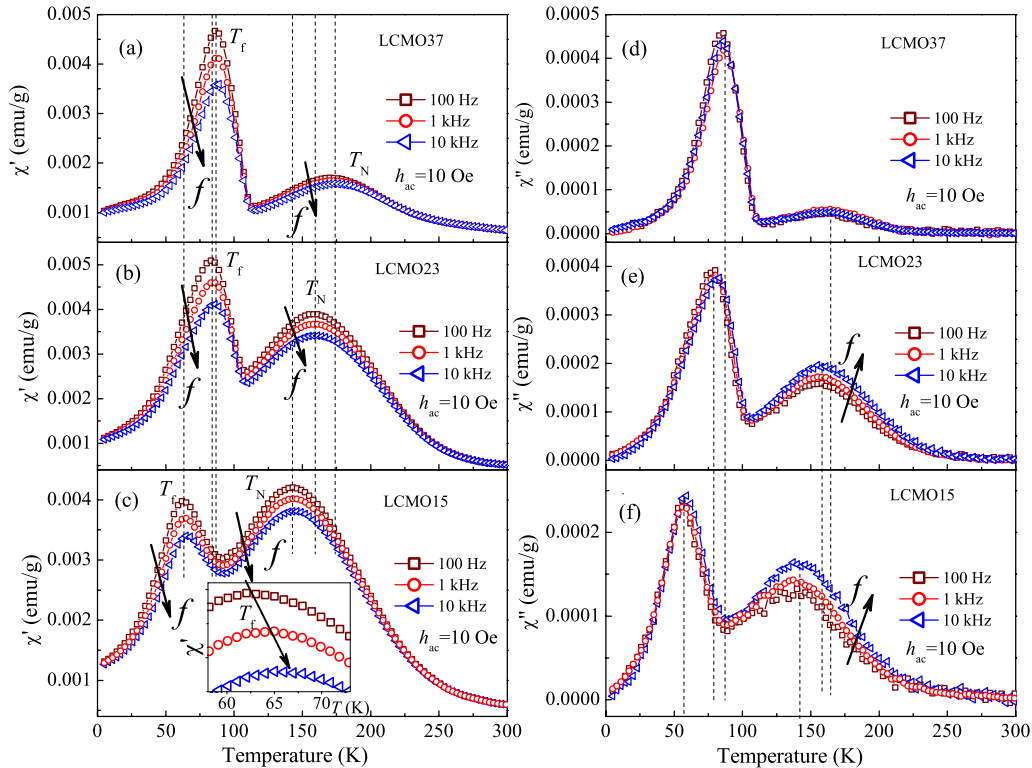 (a)
T_f
LCMO37
100 Hz
1 kHz
10 kHz
h_ac=10 Oe
T_N
f
f
χ' (emu/g)
0.005
0.004
0.003
0.002
0.001
(b)
T_f
LCMO23
T_N
100 Hz
1 kHz
10 kHz
h_ac=10 Oe
f
f
χ' (emu/g)
0.005
0.004
0.003
0.002
0.001
(c)
T_f
T_N
LCMO15
100 Hz
1 kHz
10 kHz
h_ac=10 Oe
f
f
χ' (emu/g)
0.004
0.003
0.002
0.001
χ'
T_f
60 65 70
T (K)
0 50 100 150 200 250 300
Temperature (K)
(d)
LCMO37
100 Hz
1 kHz
10 kHz
h_ac=10 Oe
χ'' (emu/g)
0.0005
0.0004
0.0003
0.0002
0.0001
0.0000
(e)
LCMO23
100 Hz
1 kHz
10 kHz
h_ac=10 Oe
f
χ'' (emu/g)
0.0004
0.0003
0.0002
0.0001
0.0000
(f)
LCMO15
100 Hz
1 kHz
10 kHz
h_ac=10 Oe
f
χ'' (emu/g)
0.0002
0.0001
0.0000
0 50 100 150 200 250 300
Temperature (K)